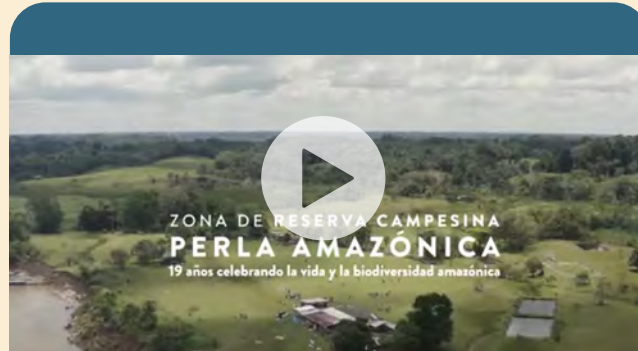 ZONA DE RESERVA CAMPESINA
PERLA AMAZÓNICA
19 años celebrando la vida y la biodiversidad amazónica